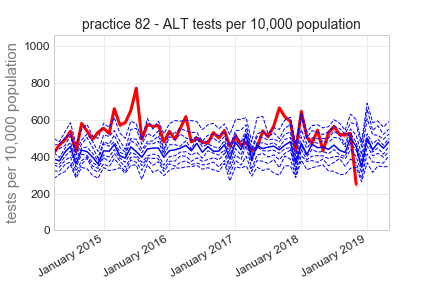 practice 82 - ALT tests per 10,000 population
tests per 10,000 population
1000
800
600
400
200
0
January 2015
January 2016
January 2017
January 2018
January 2019